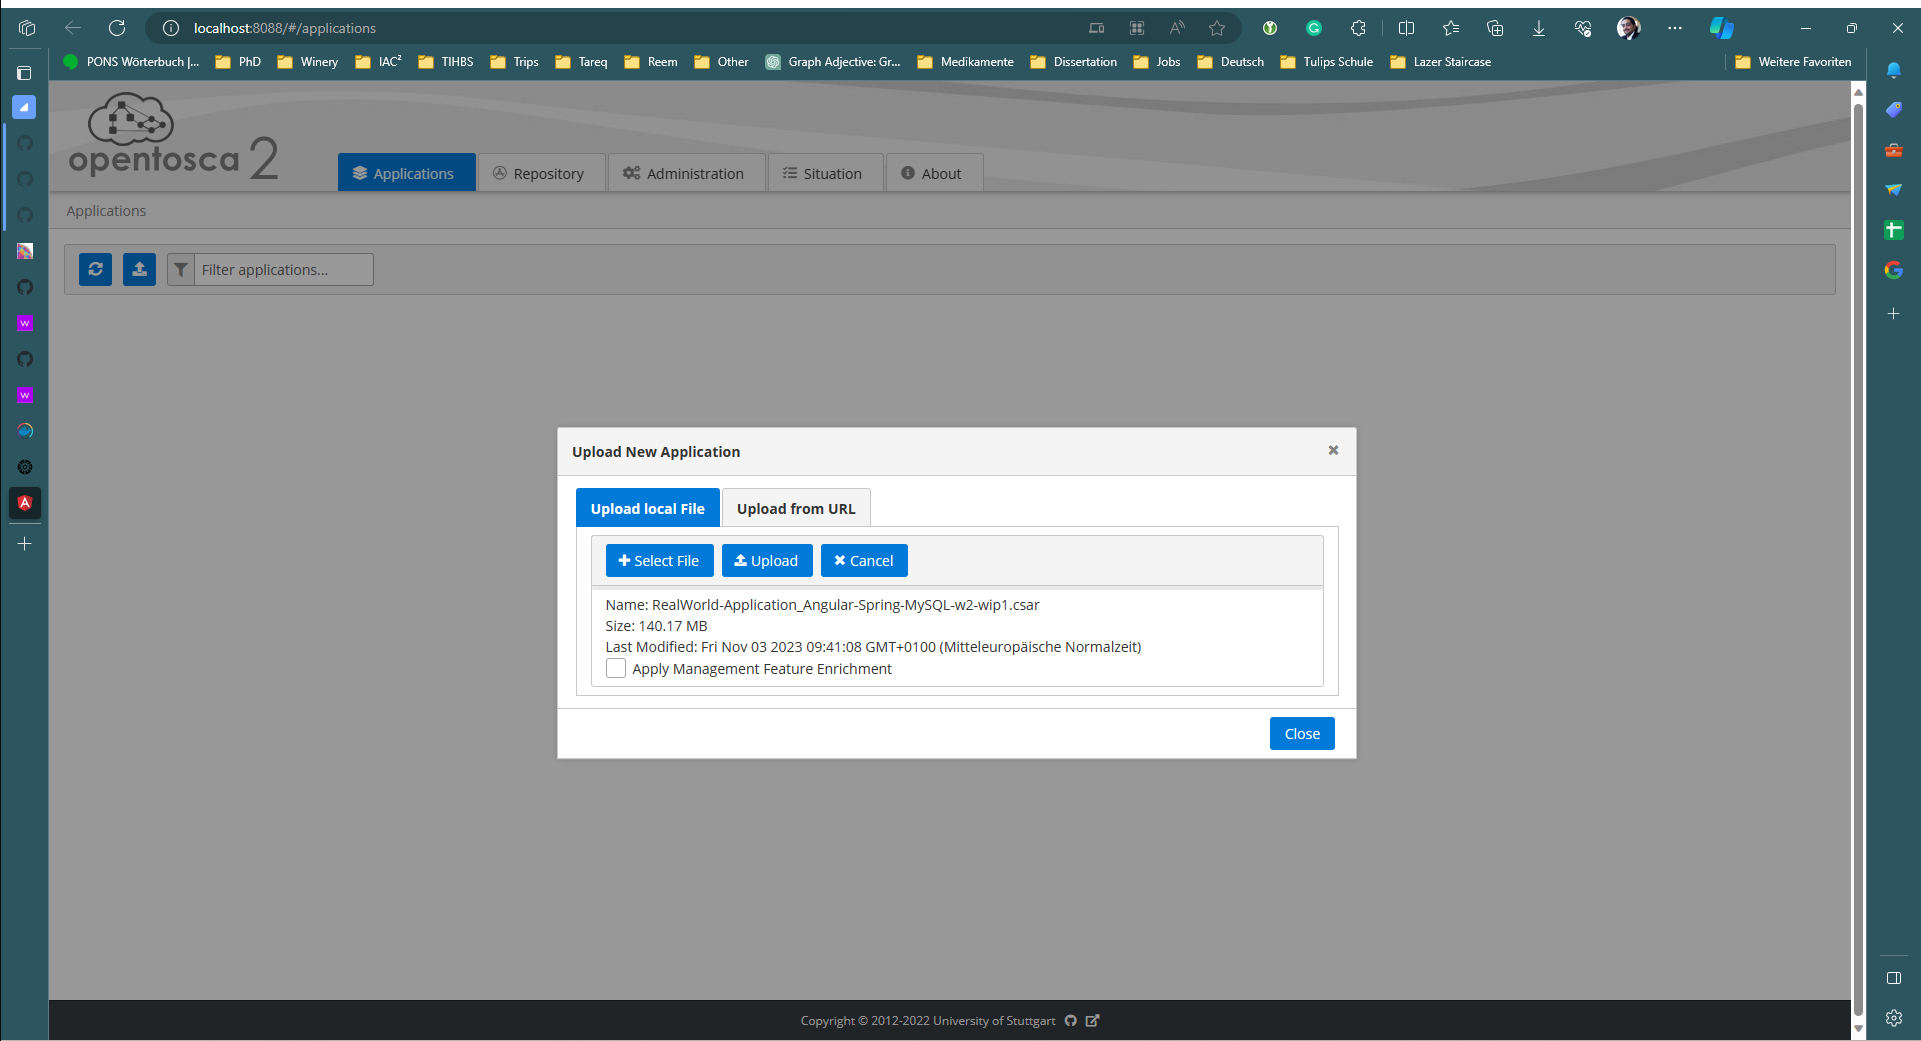 localhost:8088/#/applications
PONS Wörterbuch |... PhD Winery IAC² TIHBS Trips Tareq Reem Other Graph Adjective: Gr... Medikamente Dissertation Jobs Deutsch Tulips Schule Lazer Staircase Weitere Favoriten
opentosca 2
Applications Repository Administration Situation About
Applications
Filter applications...
Upload New Application
Upload local File Upload from URL
Select File Upload Cancel
Name: RealWorld-Application_Angular-Spring-MySQL-w2-wip1.csar
Size: 140.17 MB
Last Modified: Fri Nov 03 2023 09:41:08 GMT+0100 (Mitteleuropäische Normalzeit)
Apply Management Feature Enrichment
Close
Copyright © 2012-2022 University of Stuttgart